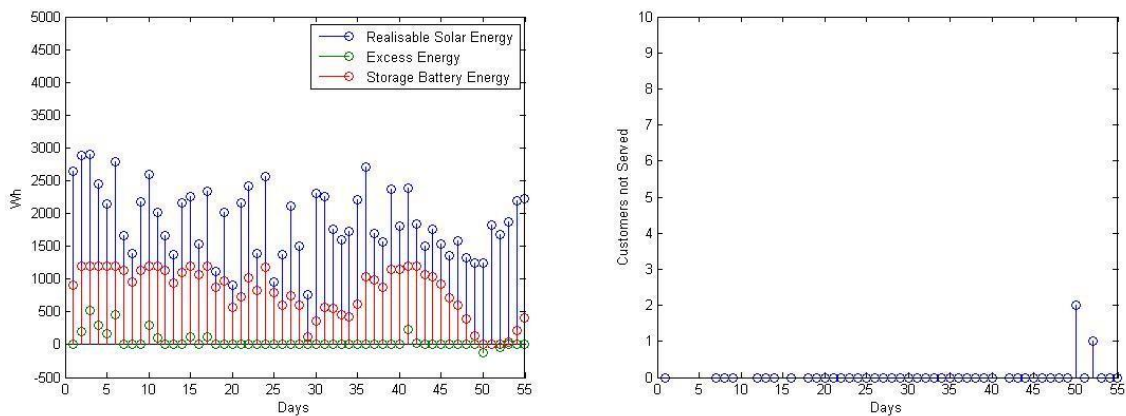 5000
4500
4000
3500
3000
2500
2000
1500
1000
500
0
-500
Wh
Realisable Solar Energy
Excess Energy
Storage Battery Energy
0 5 10 15 20 25 30 35 40 45 50 55
Days
10
9
8
7
6
5
4
3
2
1
0
Customers not Served
0 5 10 15 20 25 30 35 40 45 50 55
Days